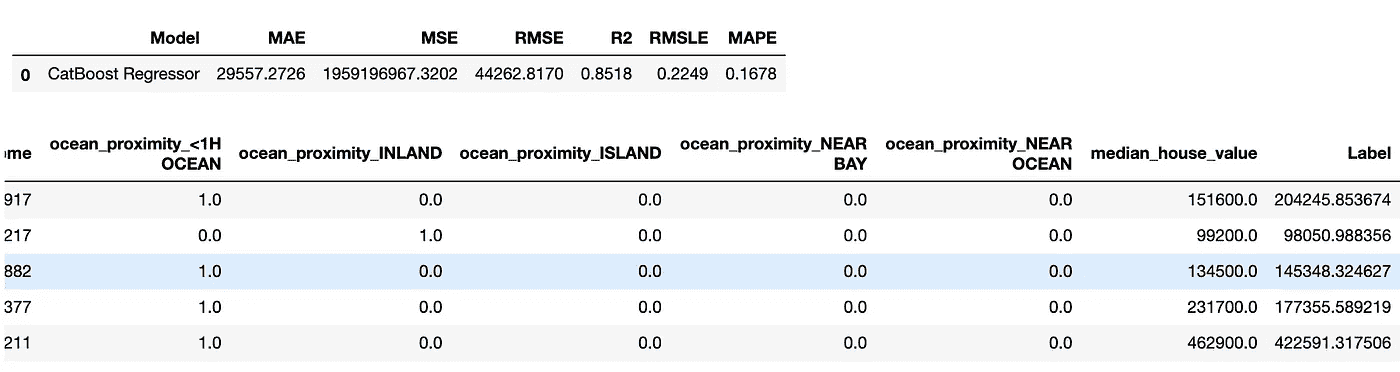 Model MAE MSE RMSE R2 RMSLE MAPE
0 CatBoost Regressor 29557.2726 1959196967.3202 44262.8170 0.8518 0.2249 0.1678
ome ocean_proximity_<1H OCEAN ocean_proximity_INLAND ocean_proximity_ISLAND ocean_proximity_NEAR BAY ocean_proximity_NEAR OCEAN median_house_value Label
917 1.0 0.0 0.0 0.0 0.0 151600.0 204245.853674
217 0.0 1.0 0.0 0.0 0.0 99200.0 98050.988356
882 1.0 0.0 0.0 0.0 0.0 134500.0 145348.324627
377 1.0 0.0 0.0 0.0 0.0 231700.0 177355.589219
211 1.0 0.0 0.0 0.0 0.0 462900.0 422591.317506